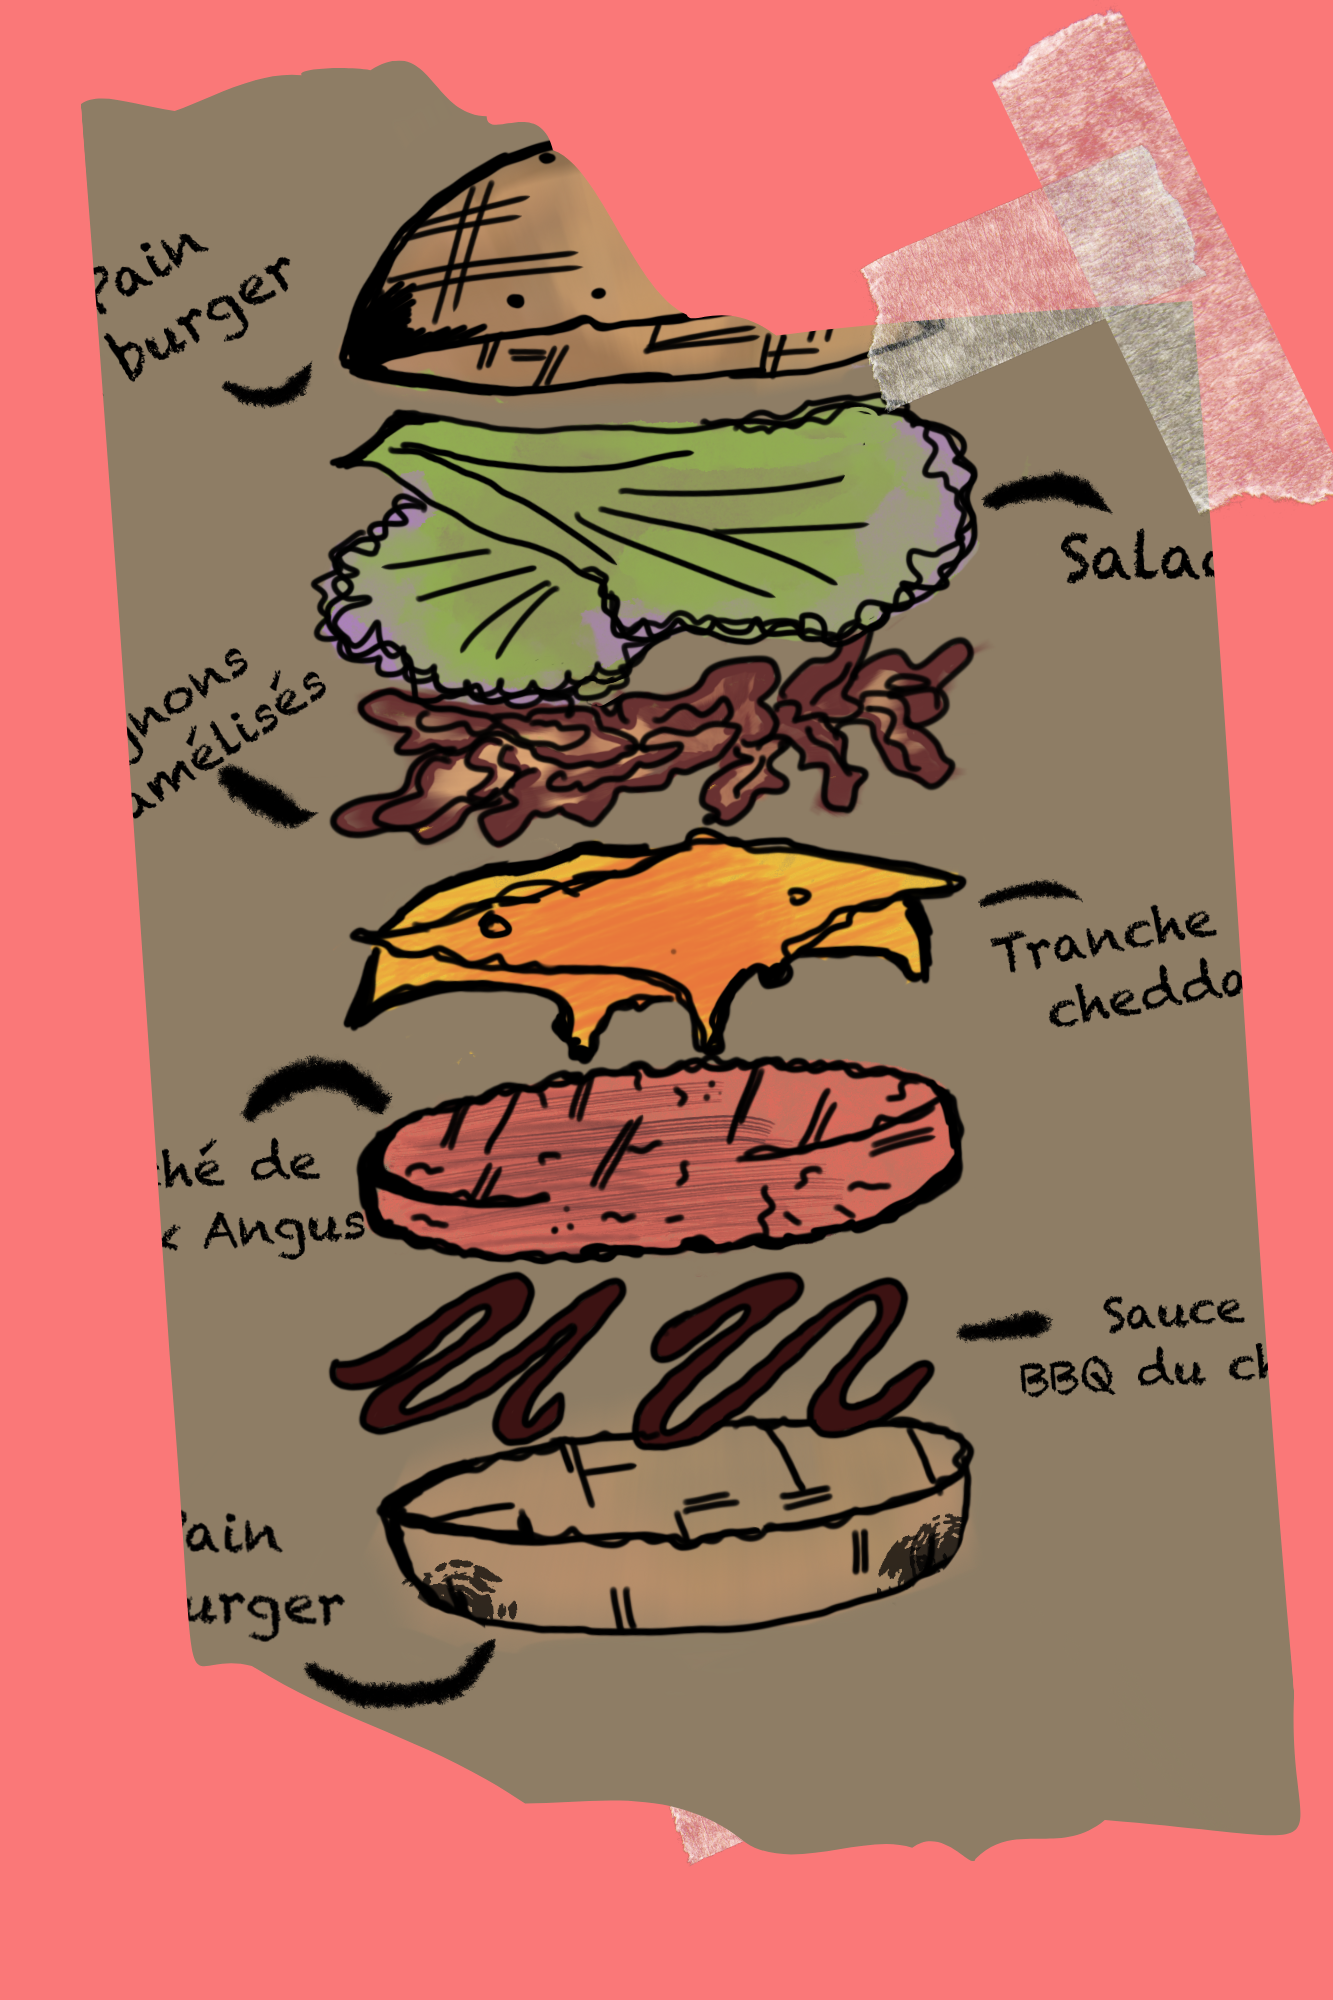 Pain
burger
Salad
gnons
amélisés
Tranche
chedda
ché de
k Angus
Sauce
BBQ du ch
Pain
urger